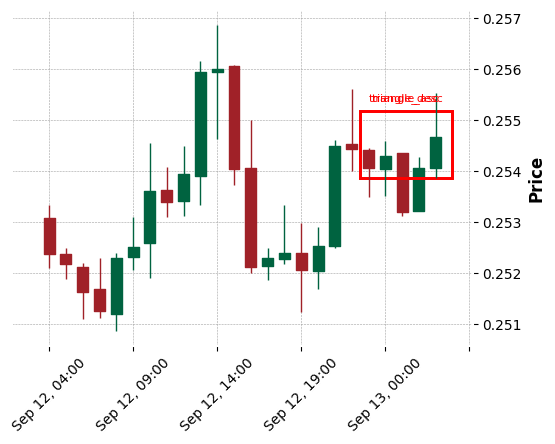 0.257
0.256
0.255
0.254
0.253
0.252
0.251
Price
Sep 12, 04:00
Sep 12, 09:00
Sep 12, 14:00
Sep 12, 19:00
Sep 13, 00:00